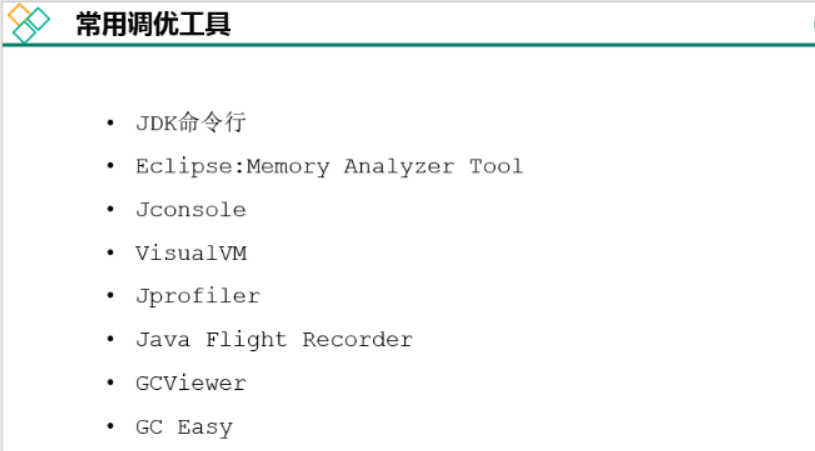 常用调优工具
• JDK命令行
• Eclipse:Memory Analyzer Tool
• Jconsole
• VisualVM
• Jprofiler
• Java Flight Recorder
• GCViewer
• GC Easy